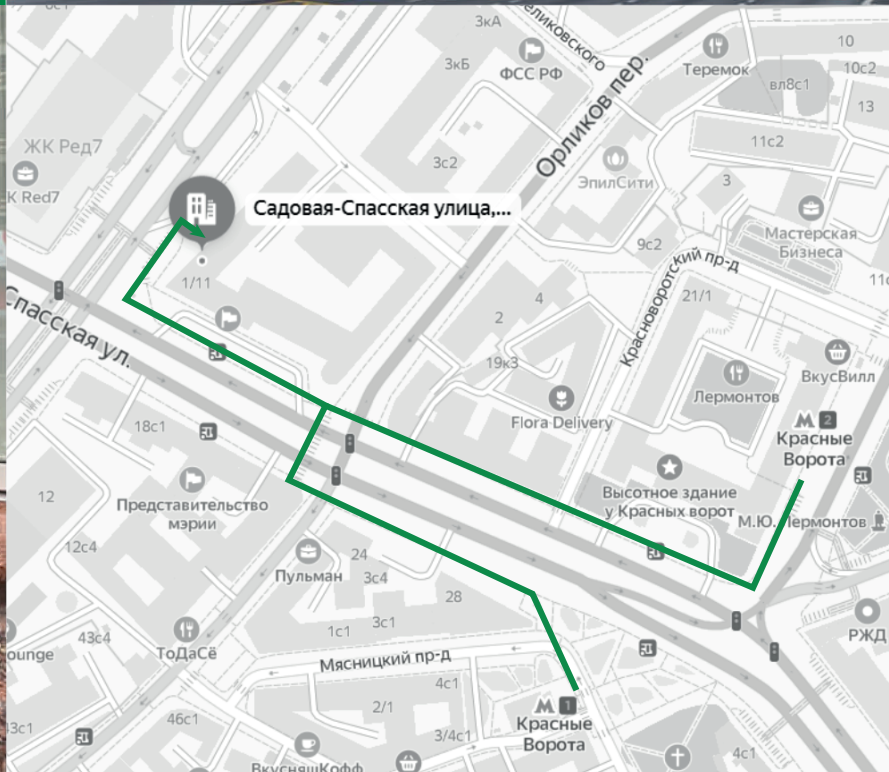 3кА
еликовского
3кБ
ФСС РФ
Орликов пер.
Теремок
10
10с2
вл8с1
13
ЖК Ред7
К Red7
3с2
11с2
ЭпилСити
3
Садовая-Спасская улица,...
Мастерская
Бизнеса
9с2
Красноворотский пр-д
1/11
21/1
Спасская ул.
4
2
19к3
Flora Delivery
Лермонтов
ВкусВилл
2
Красные
Ворота
18с1
Высотное здание
у Красных ворот
М.Ю. Лермонтов
12
Представительство
мэрии
12с4
Пульман
24
3с4
28
43с4
ounge
ТоДаСё
1с1
3с1
РЖД
Мясницкий пр-д
4с1
2/1
46с1
3с1
3/4с1
1
Красные
Ворота
4с1
ВкусняшКофф